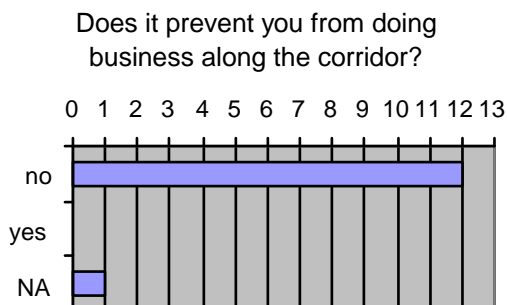 Does it prevent you from doing
business along the corridor?
0 1 2 3 4 5 6 7 8 9 10 11 12 13
no
yes
NA